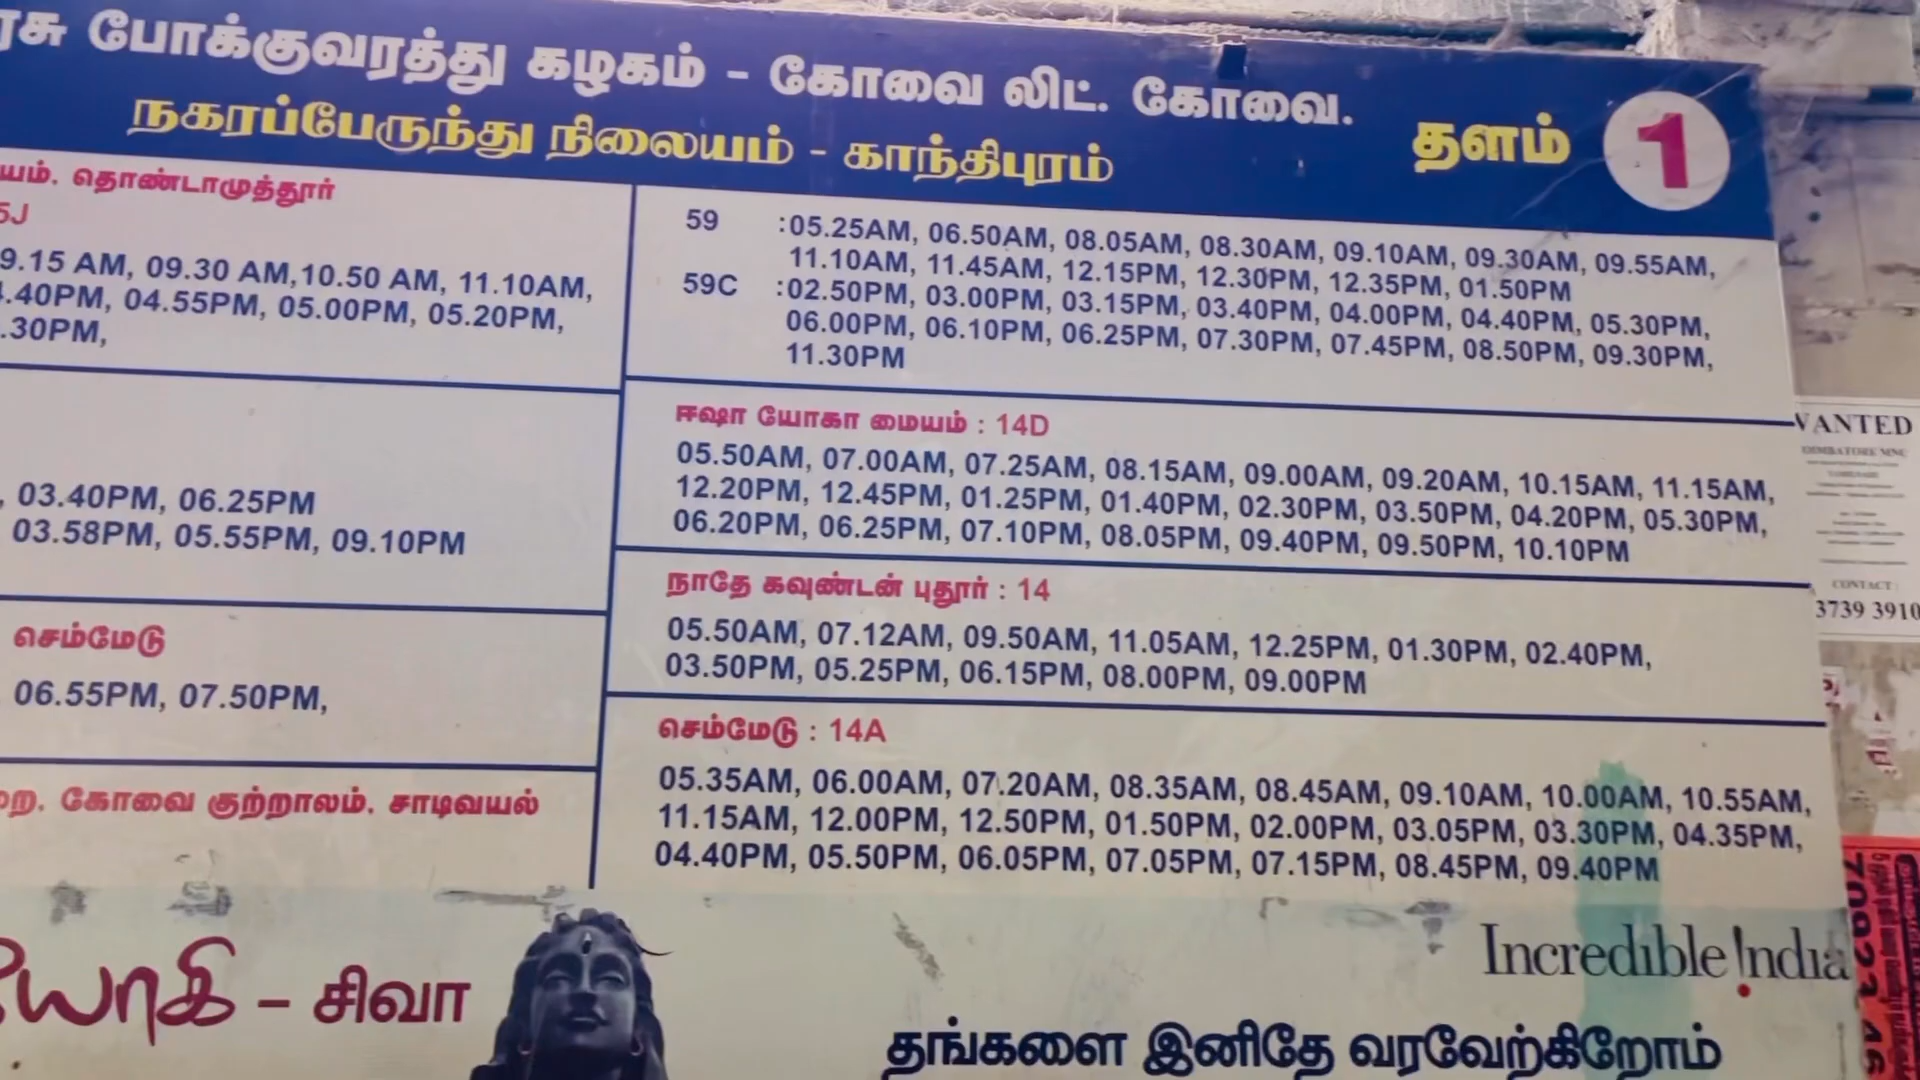 போக்குவரத்து கழகம் - கோவை லிட். கோவை.
நகரப்பேருந்து நிலையம் - காந்திபுரம்
தளம் 1
தொண்டாமுத்தூர்
5J
9.15 AM, 09.30 AM,10.50 AM, 11.10AM,
.40PM, 04.55PM, 05.00PM, 05.20PM,
.30PM,
, 03.40PM, 06.25PM
03.58PM, 05.55PM, 09.10PM
செம்மேடு
06.55PM, 07.50PM,
கோவை குற்றாலம். சாடிவயல்
59 :05.25AM, 06.50AM, 08.05AM, 08.30AM, 09.10AM, 09.30AM, 09.55AM,
11.10AM, 11.45AM, 12.15PM, 12.30PM, 12.35PM, 01.50PM
59C :02.50PM, 03.00PM, 03.15PM, 03.40PM, 04.00PM, 04.40PM, 05.30PM,
06.00PM, 06.10PM, 06.25PM, 07.30PM, 07.45PM, 08.50PM, 09.30PM,
11.30PM
ஈஷா யோகா மையம் : 14D
05.50AM, 07.00AM, 07.25AM, 08.15AM, 09.00AM, 09.20AM, 10.15AM, 11.15AM,
12.20PM, 12.45PM, 01.25PM, 01.40PM, 02.30PM, 03.50PM, 04.20PM, 05.30PM,
06.20PM, 06.25PM, 07.10PM, 08.05PM, 09.40PM, 09.50PM, 10.10PM
நாதே கவுண்டன் புதூர் : 14
05.50AM, 07.12AM, 09.50AM, 11.05AM, 12.25PM, 01.30PM, 02.40PM,
03.50PM, 05.25PM, 06.15PM, 08.00PM, 09.00PM
செம்மேடு : 14A
05.35AM, 06.00AM, 07.20AM, 08.35AM, 08.45AM, 09.10AM, 10.00AM, 10.55AM,
11.15AM, 12.00PM, 12.50PM, 01.50PM, 02.00PM, 03.05PM, 03.30PM, 04.35PM,
04.40PM, 05.50PM, 06.05PM, 07.05PM, 07.15PM, 08.45PM, 09.40PM
யோகி - சிவா
Incredıble !ndıa
தங்களை இனிதே வரவேற்கிறோம்
WANTED
CONTACT :
3739 3910